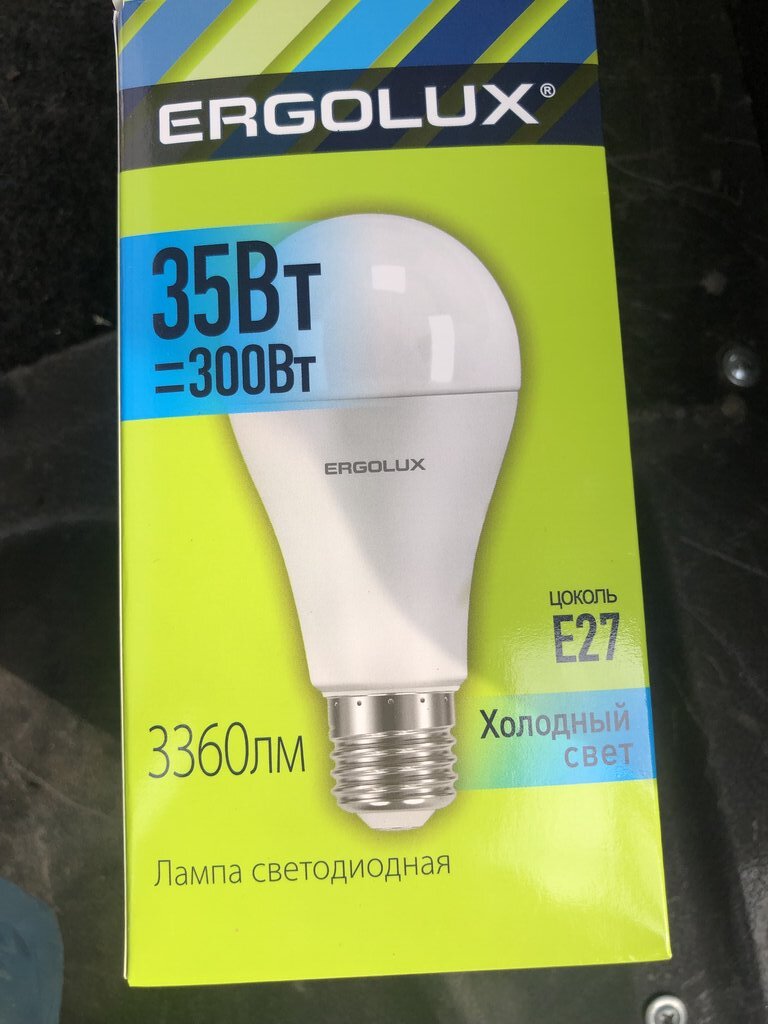 ERGOLUX®
35Вт
=300Вт
ERGOLUX
цоколь
E27
Холодный
свет
3360лм
Лампа светодиодная